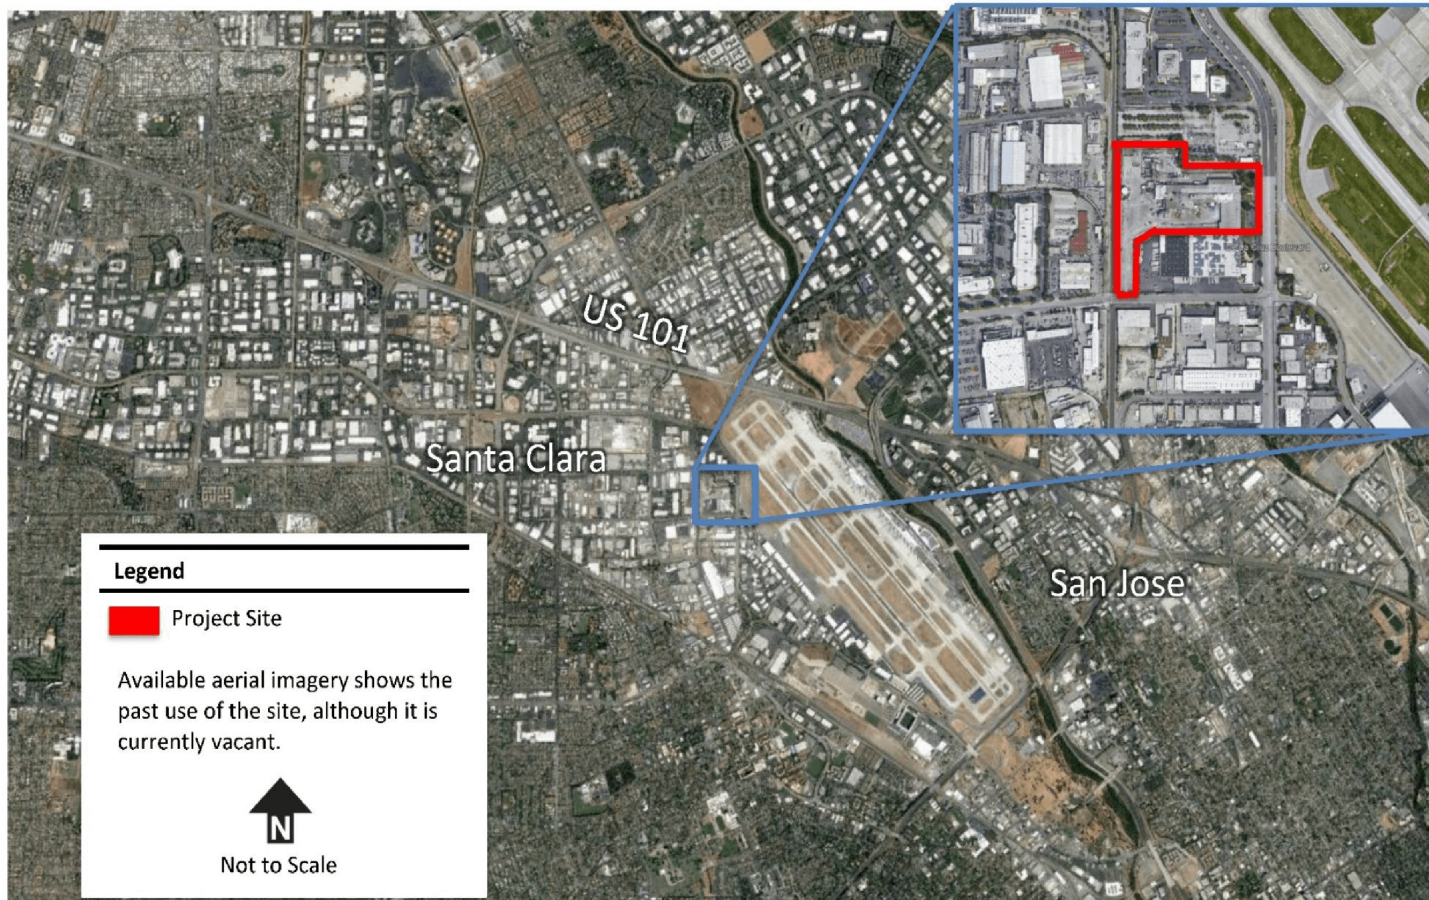 US 101
Santa Clara
San Jose
Legend
Project Site
Available aerial imagery shows the
past use of the site, although it is
currently vacant.
N
Not to Scale